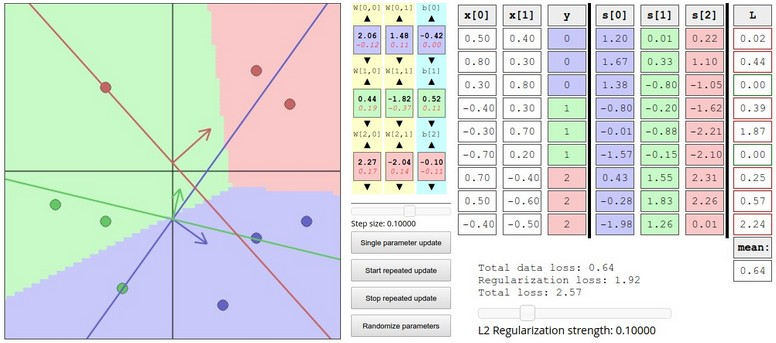 W[0,0] W[0,1] b[0]
2.06 1.48 -0.42
-0.12 0.11 0.00
W[1,0] W[1,1] b[1]
0.44 -1.82 0.52
0.19 -0.37 0.11
W[2,0] W[2,1] b[2]
2.27 -2.04 -0.10
0.17 0.14 -0.11
Step size: 0.10000
Single parameter update
Start repeated update
Stop repeated update
Randomize parameters
x[0] x[1] y s[0] s[1] s[2] L
0.50 0.40 0 1.20 0.01 0.22 0.02
0.80 0.30 0 1.67 0.33 1.10 0.44
0.30 0.80 0 1.38 -0.80 -1.05 0.00
-0.40 0.30 1 -0.80 -0.20 -1.62 0.39
-0.30 0.70 1 -0.01 -0.88 -2.21 1.87
-0.70 0.20 1 -1.57 -0.15 -2.10 0.00
0.70 -0.40 2 0.43 1.55 2.31 0.25
0.50 -0.60 2 -0.28 1.83 2.26 0.57
-0.40 -0.50 2 -1.98 1.26 0.01 2.24
mean:
0.64
Total data loss: 0.64
Regularization loss: 1.92
Total loss: 2.57
L2 Regularization strength: 0.10000